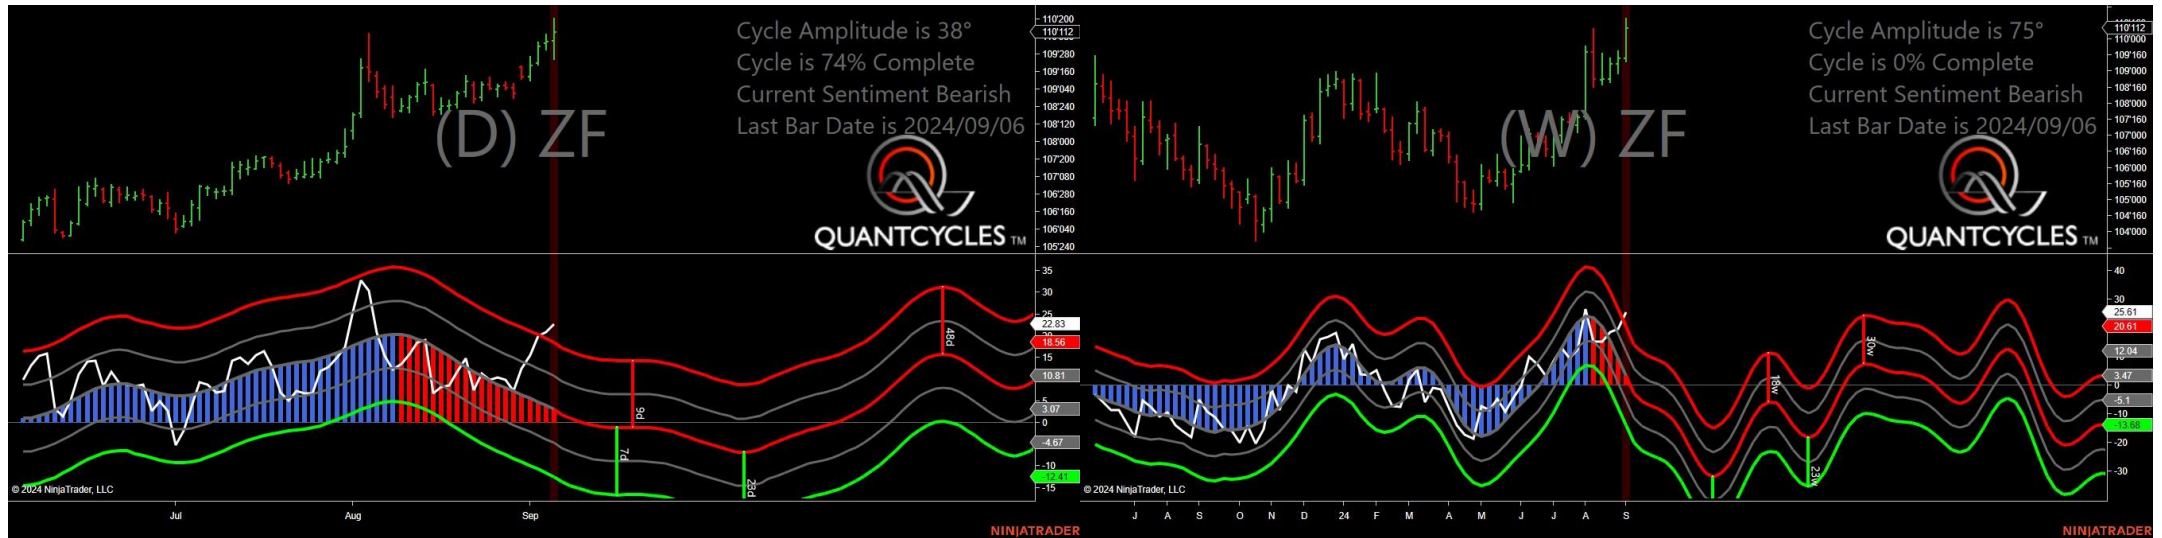 Cycle Amplitude is 38°
Cycle is 74% Complete
Current Sentiment Bearish
Last Bar Date is 2024/09/06
(D) ZF
QUANTCYCLES TM
110'200
110'112
109'280
109'160
109'040
108'240
108'120
108'000
107'200
107'080
106'280
106'160
106'040
105'240
35
30
25
22.83
18.56
15
10.81
5
3.07
0
-4.67
-10
-12.41
-15
9d
7d
23d
48d
© 2024 NinjaTrader, LLC
Jul Aug Sep
NINJATRADER
Cycle Amplitude is 75°
Cycle is 0% Complete
Current Sentiment Bearish
Last Bar Date is 2024/09/06
(W) ZF
QUANTCYCLES TM
110'112
110'000
109'160
109'000
108'160
108'000
107'160
107'000
106'160
106'000
105'160
105'000
104'160
104'000
40
30
25.61
20.61
12.04
3.47
0
-5.1
-10
-13.68
-20
-30
18w
30w
23w
© 2024 NinjaTrader, LLC
J A S O N D 24 F M A M J J A S
NINJATRADER